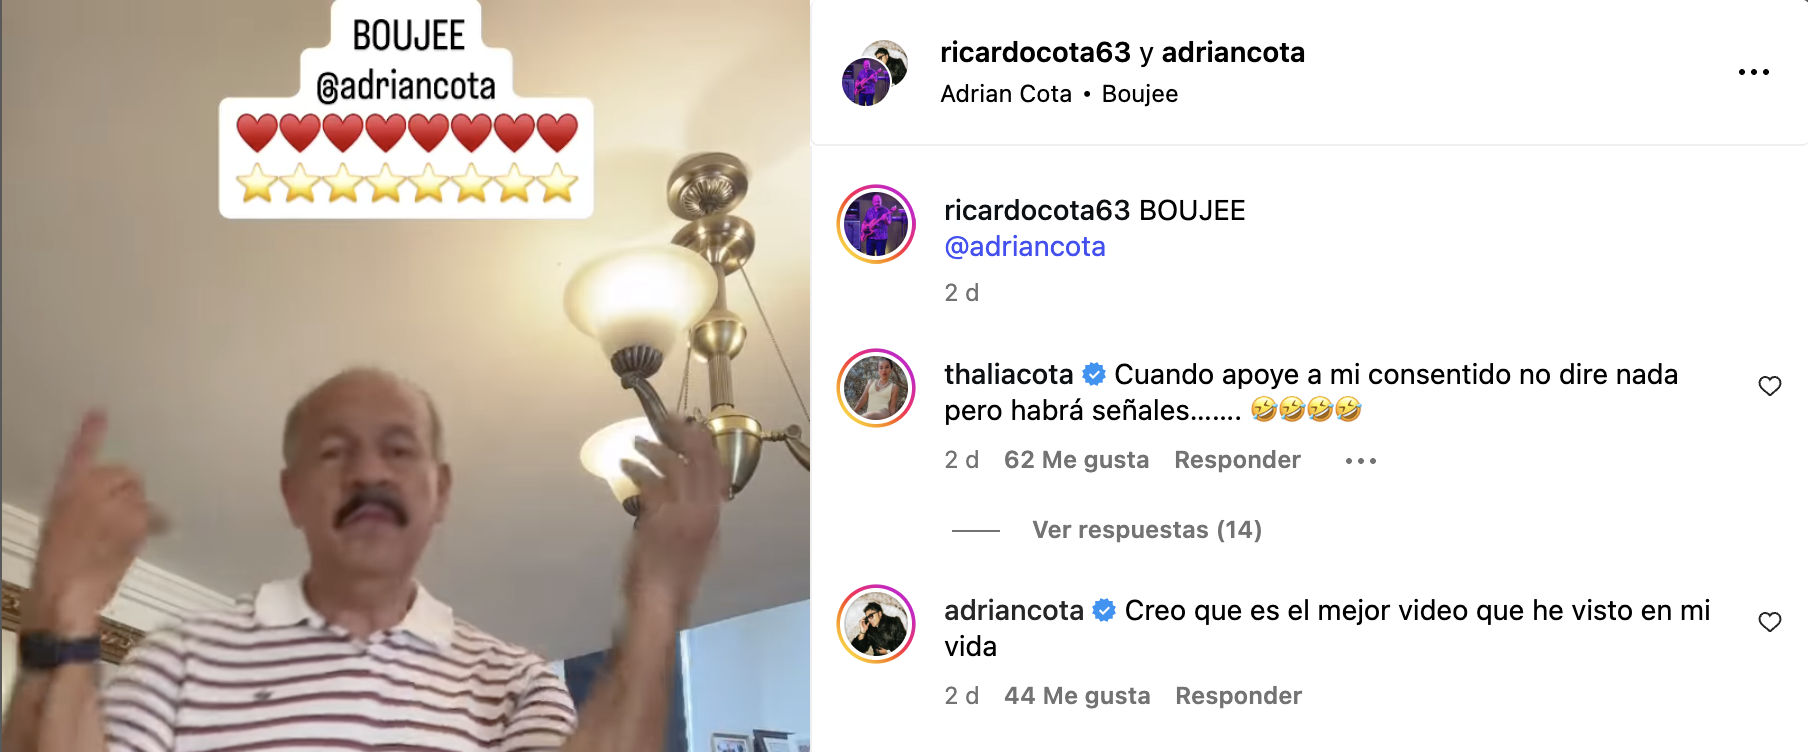 BOUJEE
@adriancota
♥️♥️♥️♥️♥️♥️♥️♥️
⭐⭐⭐⭐⭐⭐⭐⭐
ricardocota63 y adriancota
Adrian Cota • Boujee
ricardocota63 BOUJEE
@adriancota
2 d
thaliacota Cuando apoye a mi consentido no dire nada
pero habrá señales....... 🤣🤣🤣🤣
2 d 62 Me gusta Responder
Ver respuestas (14)
adriancota Creo que es el mejor video que he visto en mi
vida
2 d 44 Me gusta Responder